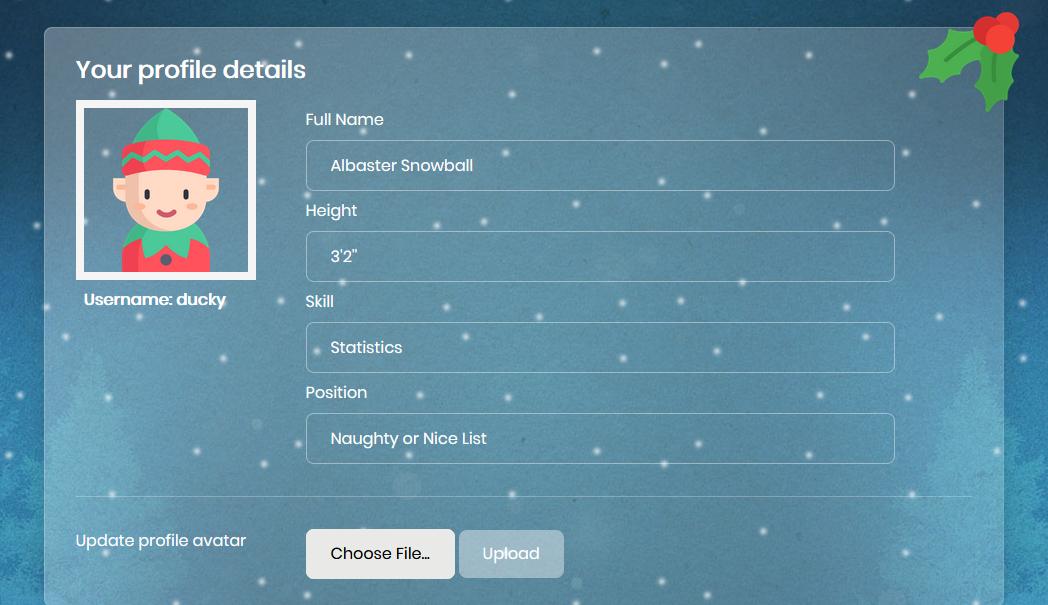 Your profile details
Full Name
Albaster Snowball
Height
3'2"
Username: ducky
Skill
Statistics
Position
Naughty or Nice List
Update profile avatar
Choose File...
Upload